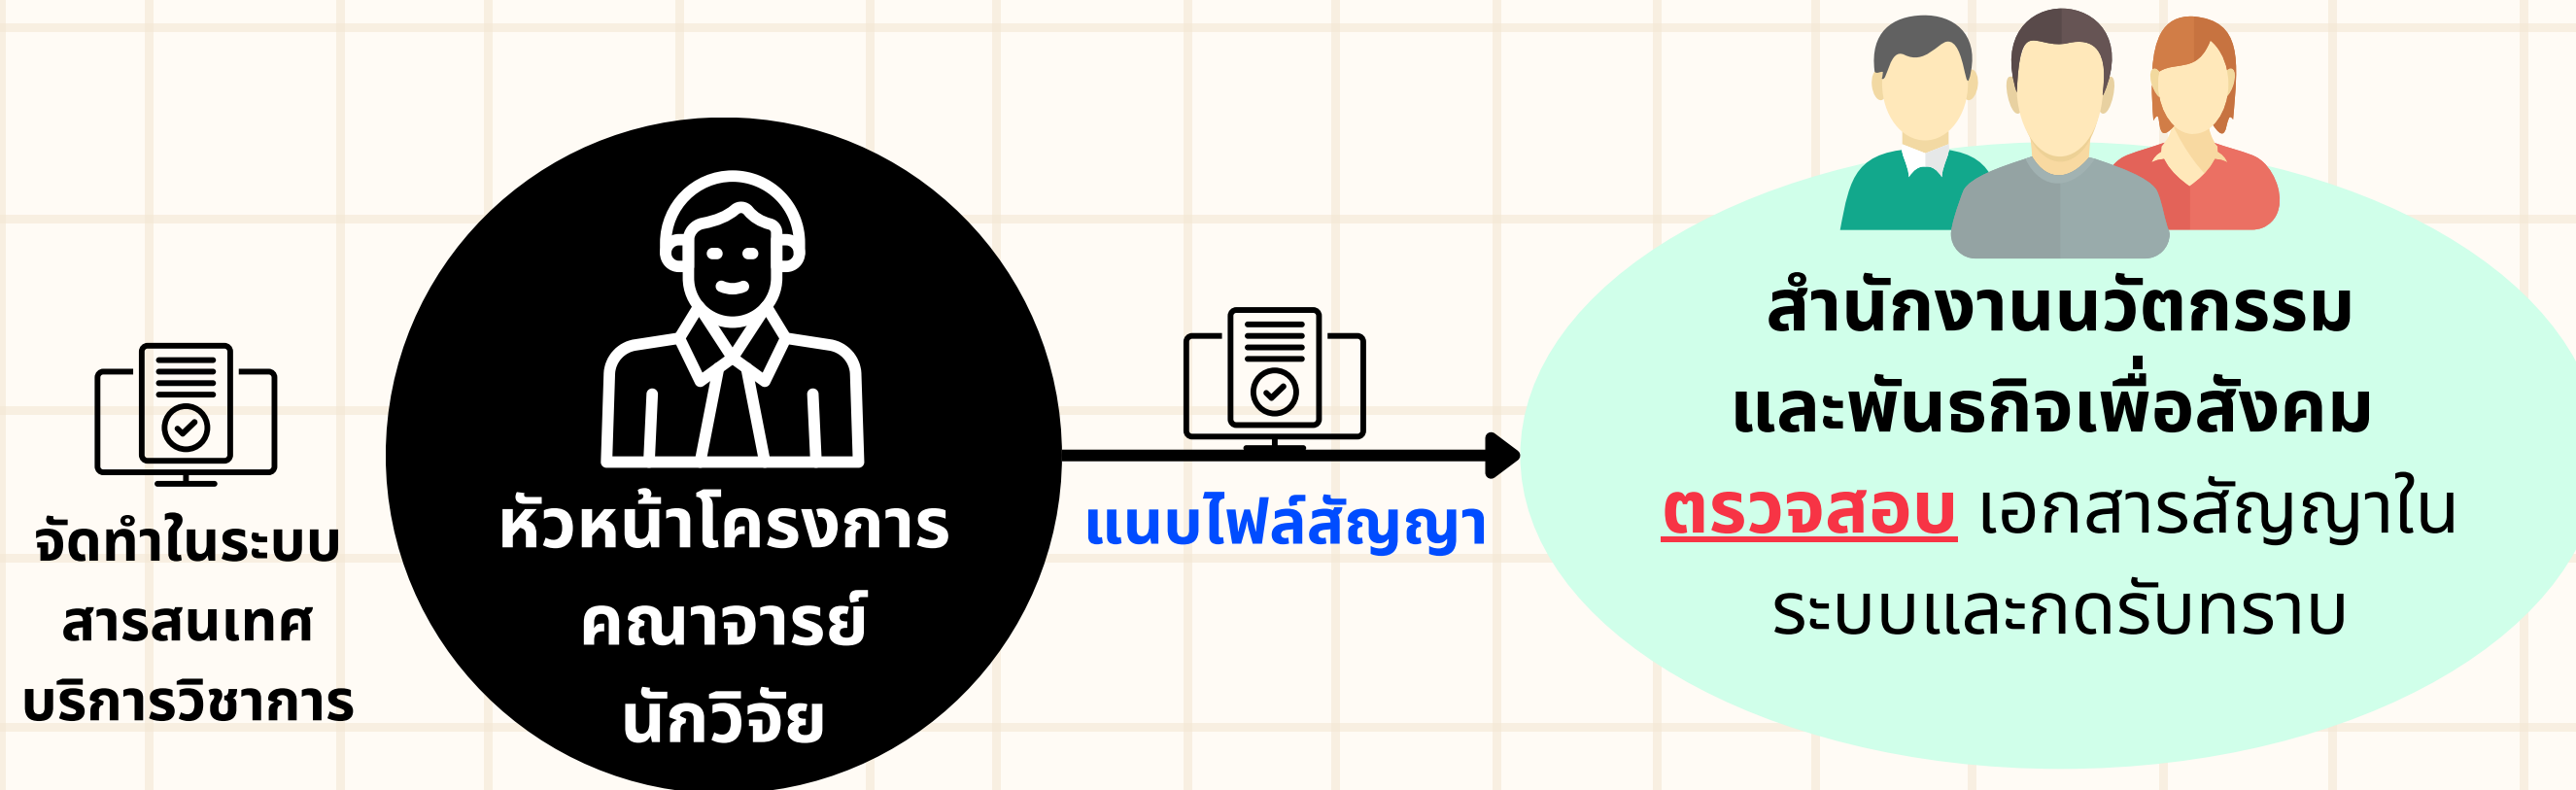 จัดทำในระบบ
สารสนเทศ
บริการวิชาการ
หัวหน้าโครงการ
คณาจารย์
นักวิจัย
แนบไฟล์สัญญา
สำนักงานนวัตกรรม
และพันธกิจเพื่อสังคม
ตรวจสอบ เอกสารสัญญาใน
ระบบและกดรับทราบ